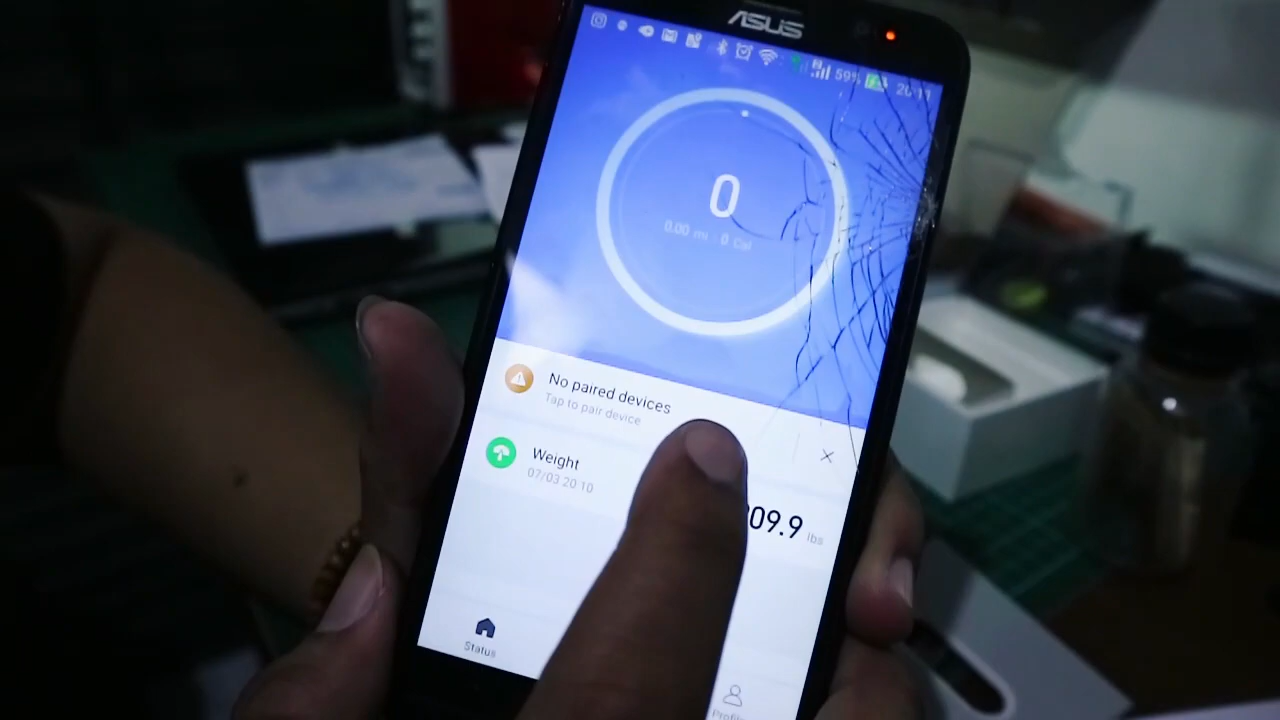 ASUS
59%
0
0.00 mi · 0 Cal
No paired devices
Tap to pair device
Weight
07/03 20:10
09.9 lbs
Status